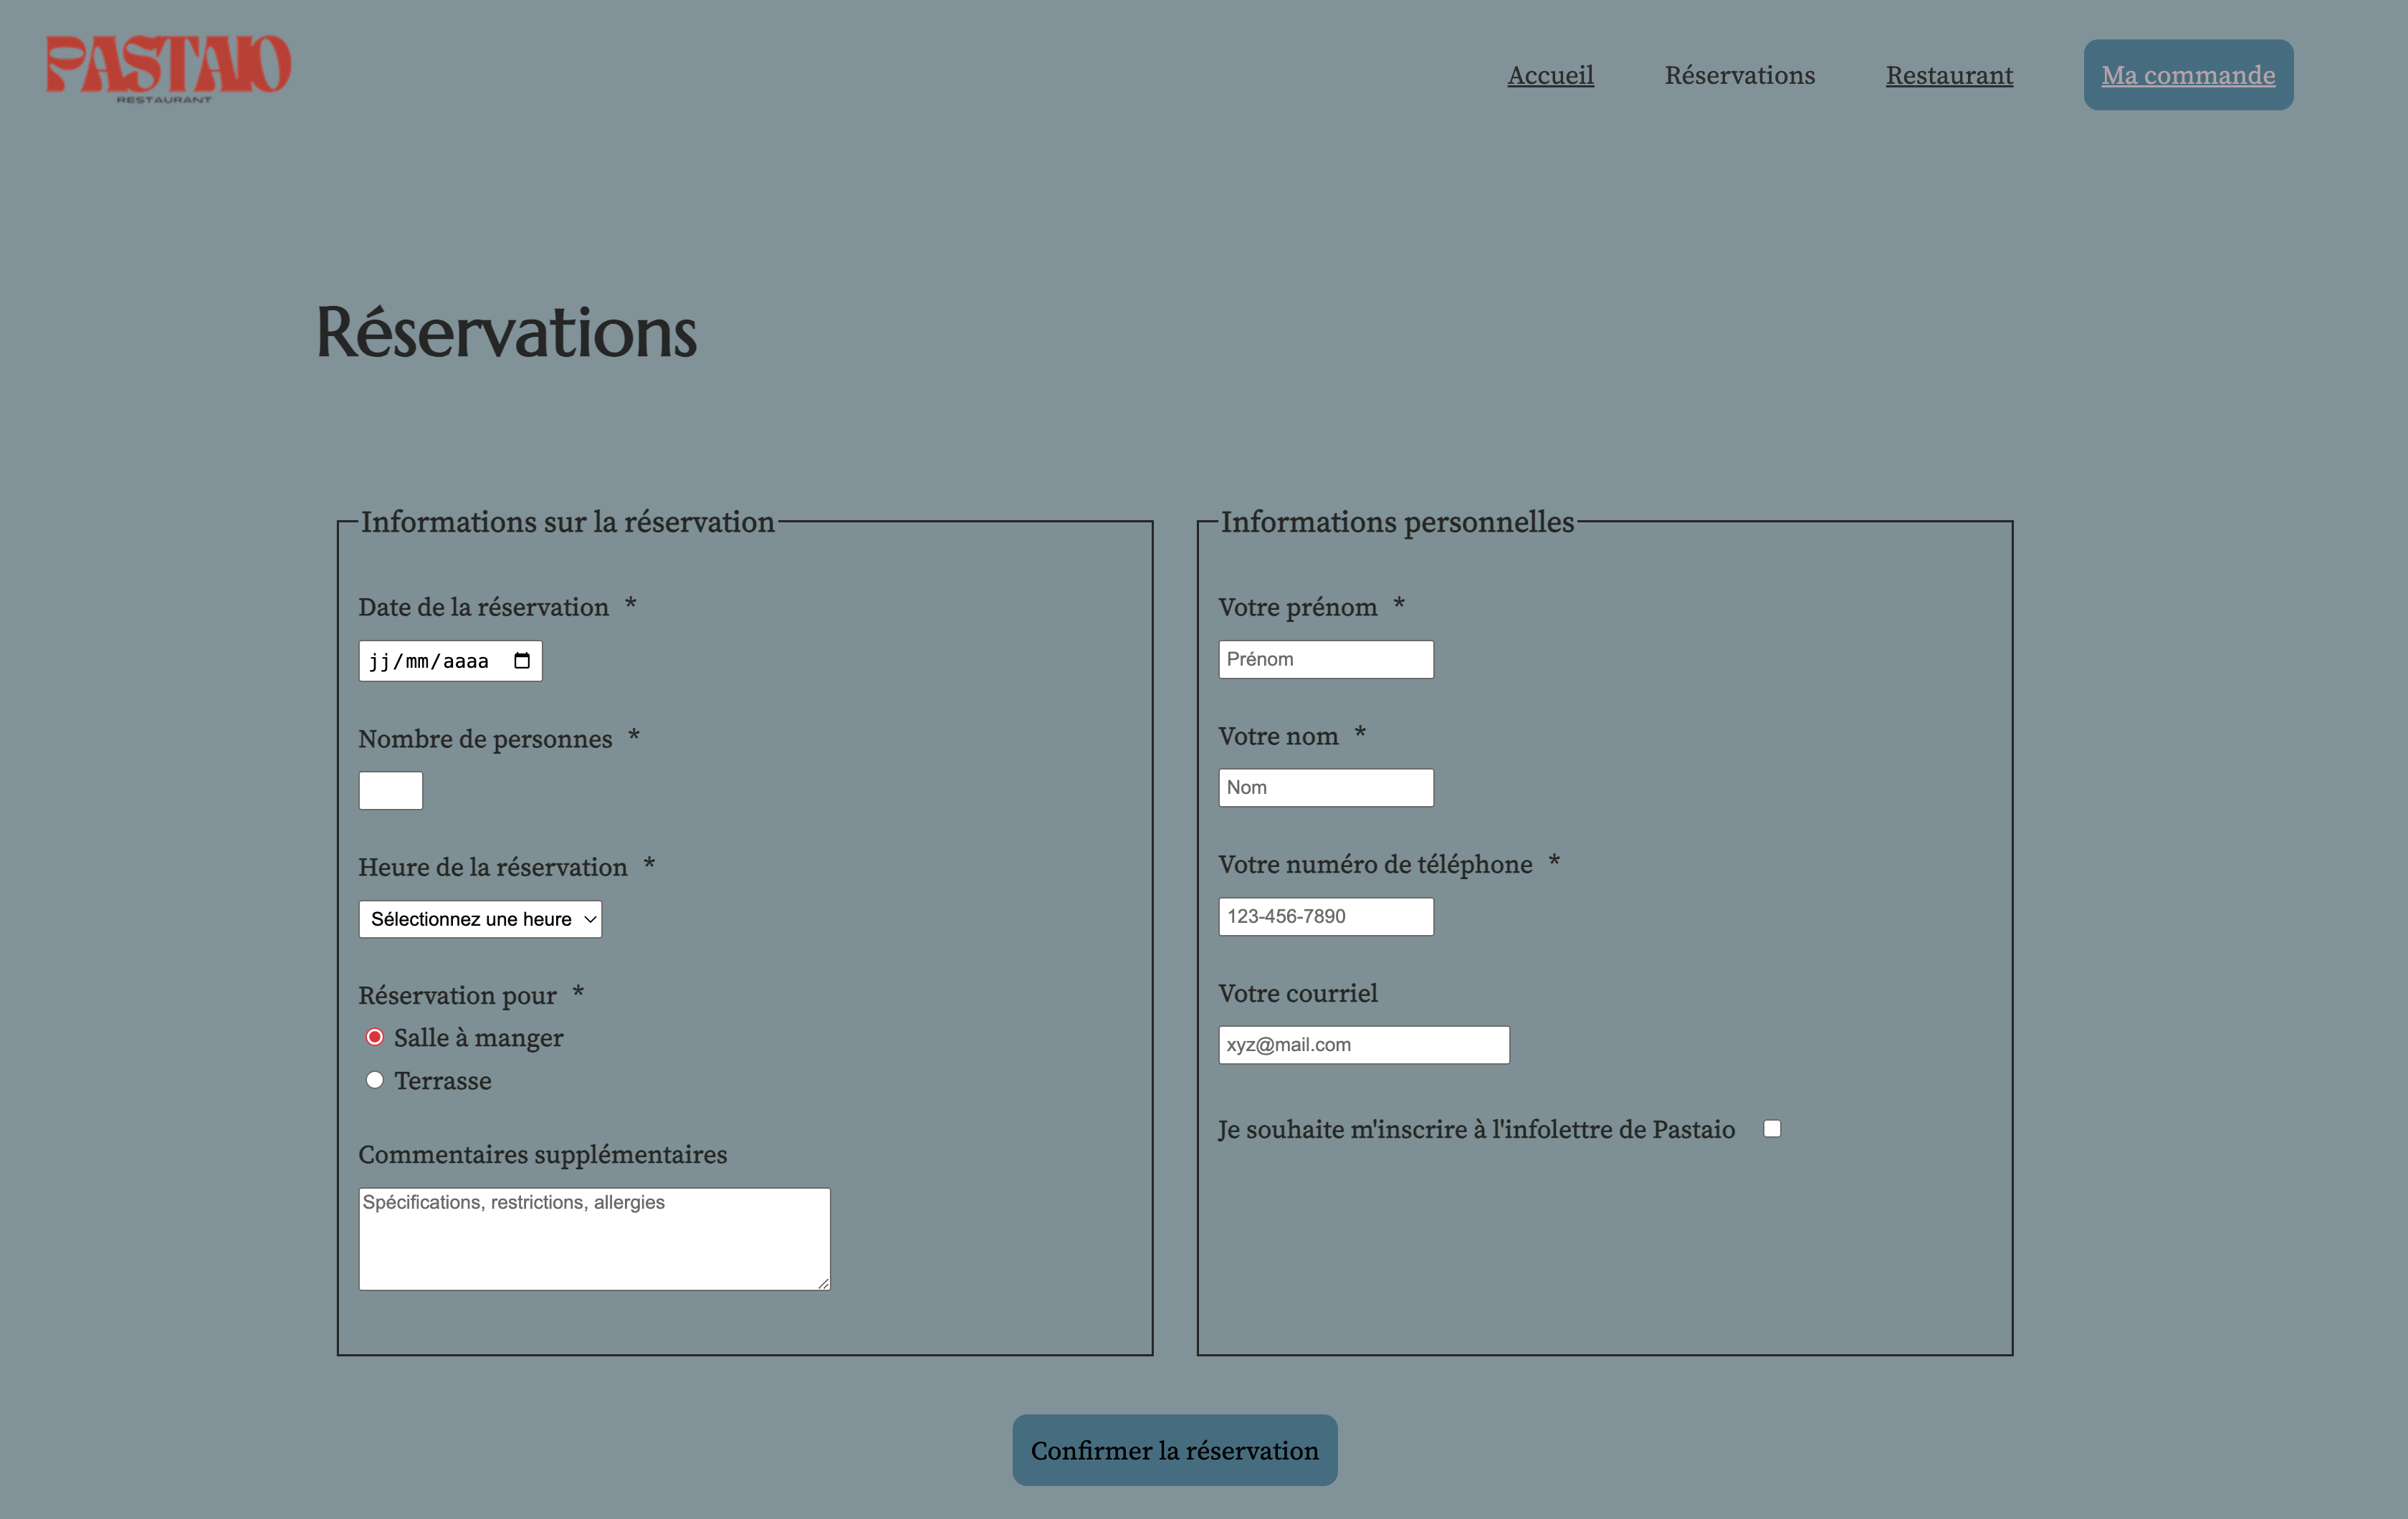 PASTAIO
RESTAURANT
Accueil
Réservations
Restaurant
Ma commande
Réservations
Informations sur la réservation
Date de la réservation *
jj/mm/aaaa
Nombre de personnes *
Heure de la réservation *
Sélectionnez une heure
Réservation pour *
Salle à manger
Terrasse
Commentaires supplémentaires
Spécifications, restrictions, allergies
Informations personnelles
Votre prénom *
Prénom
Votre nom *
Nom
Votre numéro de téléphone *
123-456-7890
Votre courriel
xyz@mail.com
Je souhaite m'inscrire à l'infolettre de Pastaio
Confirmer la réservation